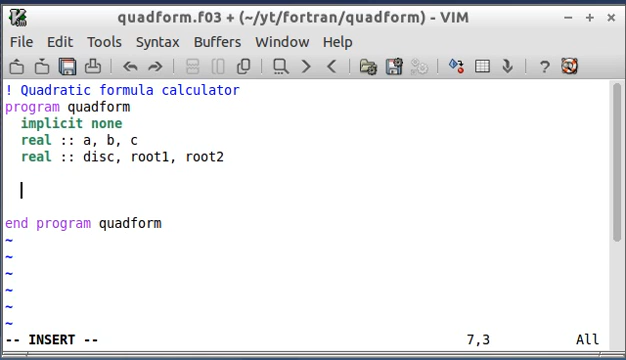 quadform.f03 + (~/yt/fortran/quadform) - VIM
File Edit Tools Syntax Buffers Window Help
! Quadratic formula calculator
program quadform
implicit none
real :: a, b, c
real :: disc, root1, root2
end program quadform
~
~
~
~
~
~
-- INSERT -- 7,3 All